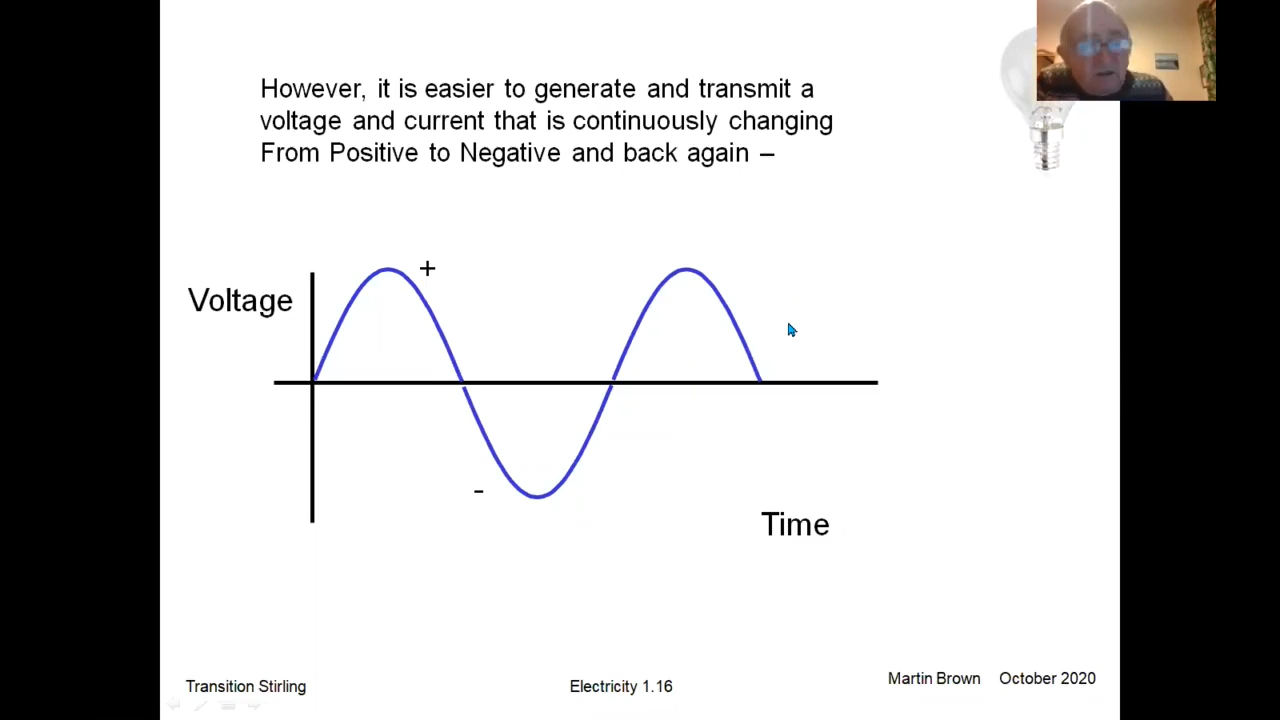 However, it is easier to generate and transmit a
voltage and current that is continuously changing
From Positive to Negative and back again –
+
Voltage
-
Time
Transition Stirling
Electricity 1.16
Martin Brown October 2020